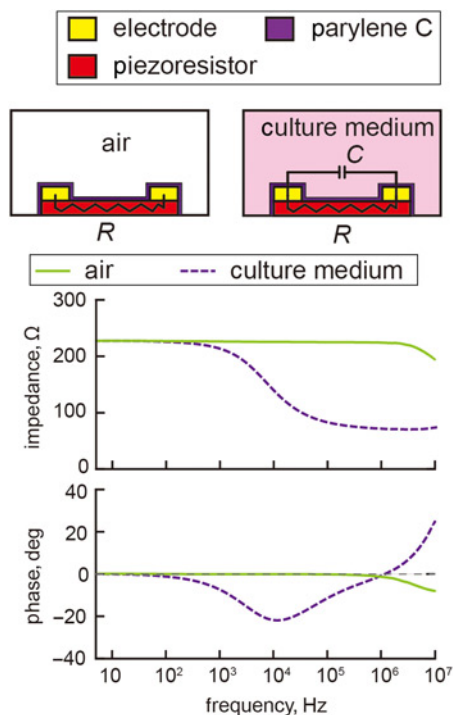 electrode parylene C
piezoresistor
air
culture medium
C
R R
air culture medium
300
200
100
0
impedance, Ω
40
20
0
−20
−40
phase, deg
10 10² 10³ 10⁴ 10⁵ 10⁶ 10⁷
frequency, Hz